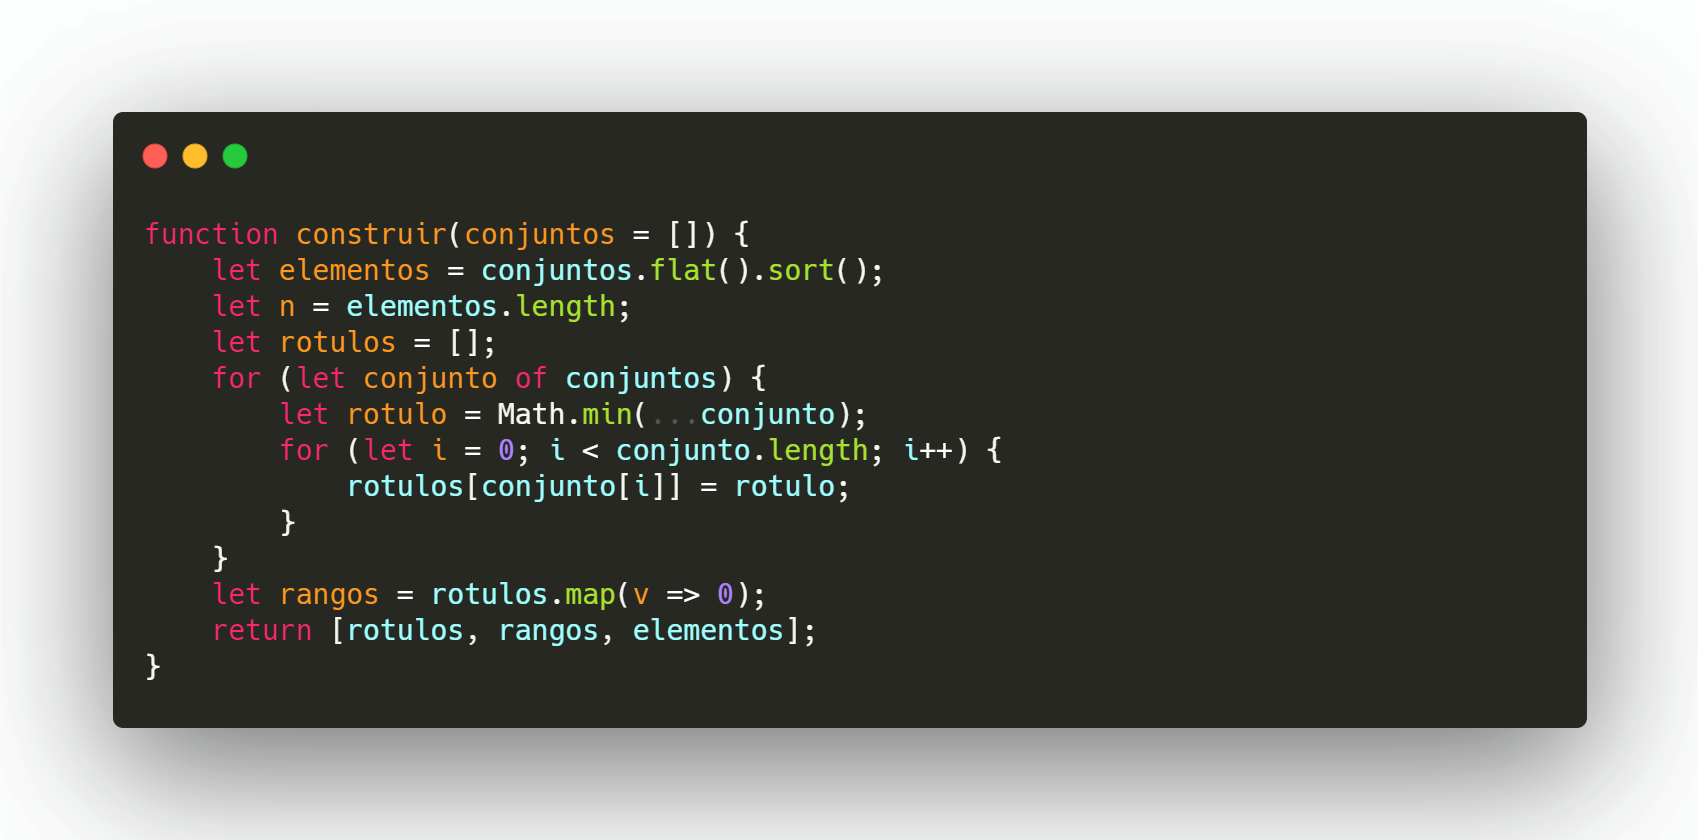 function construir(conjuntos = []) {
    let elementos = conjuntos.flat().sort();
    let n = elementos.length;
    let rotulos = [];
    for (let conjunto of conjuntos) {
        let rotulo = Math.min(...conjunto);
        for (let i = 0; i < conjunto.length; i++) {
            rotulos[conjunto[i]] = rotulo;
        }
    }
    let rangos = rotulos.map(v => 0);
    return [rotulos, rangos, elementos];
}